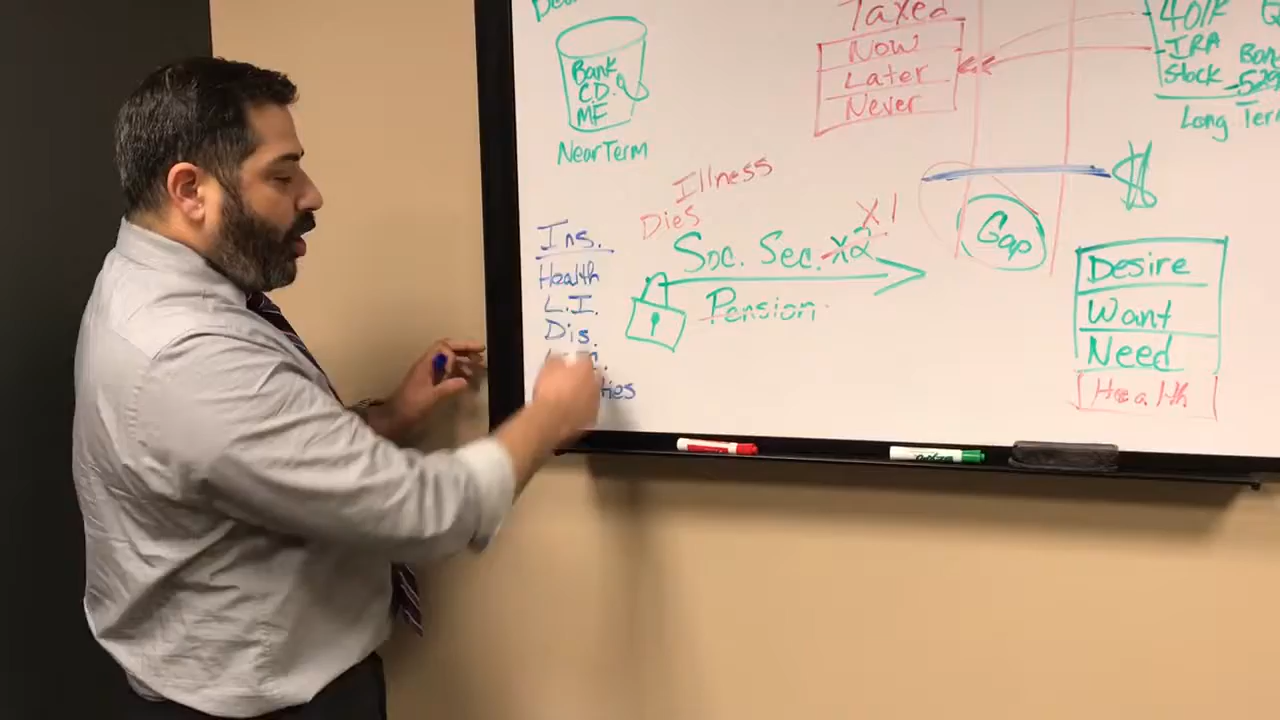 Bank
C.D.
MF
Near Term
Taxed
Now
Later
Never
401K
IRA
Stock
529
Long Term
$
Illness
Dies
X1
Soc. Sec. X2
Pension
Gap
Ins.
Health
L.I.
Dis.
Desire
Want
Need
Health